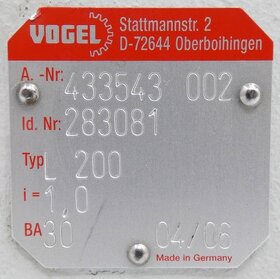 VOGEL
Stattmannstr. 2
D-72644 Oberboihingen
A. -Nr: 433543 002
Id. Nr: 283081
Typ L 200
i = 1,0
BA 30 04/06
Made in Germany